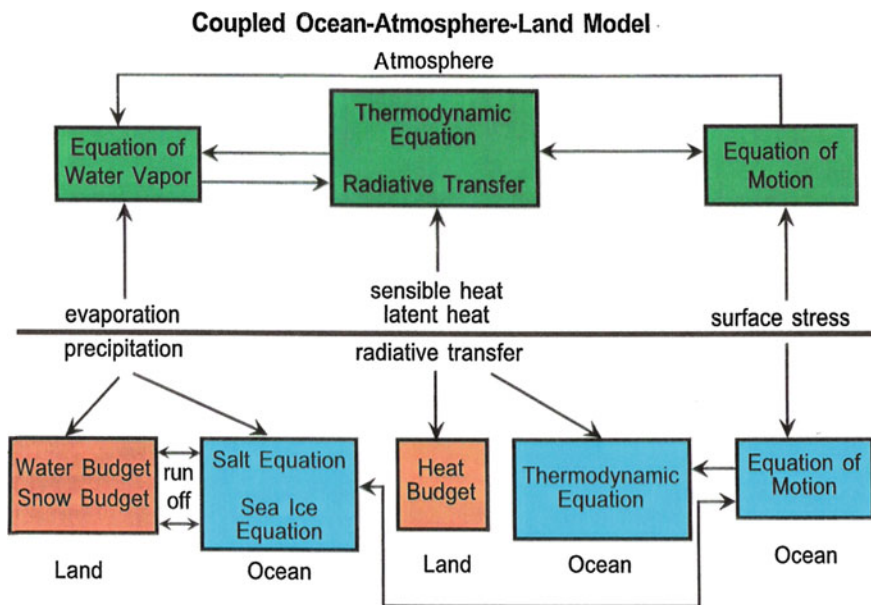 Coupled Ocean-Atmosphere-Land Model
Atmosphere
Equation of
Water Vapor
Thermodynamic
Equation
Radiative Transfer
Equation of
Motion
evaporation
sensible heat
latent heat
surface stress
precipitation
radiative transfer
Water Budget
Snow Budget
run
off
Salt Equation
Sea Ice
Equation
Heat
Budget
Thermodynamic
Equation
Equation of
Motion
Land
Ocean
Land
Ocean
Ocean